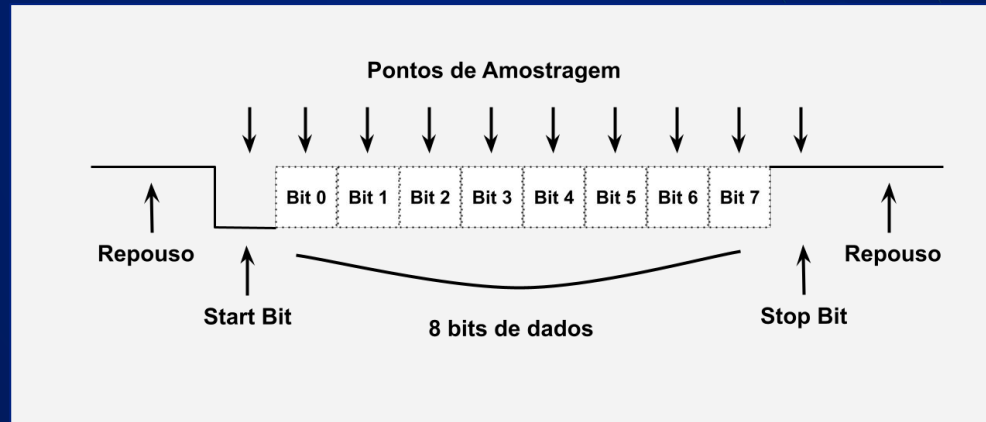 Pontos de Amostragem
Bit 0 Bit 1 Bit 2 Bit 3 Bit 4 Bit 5 Bit 6 Bit 7
Repouso Repouso
Start Bit Stop Bit
8 bits de dados